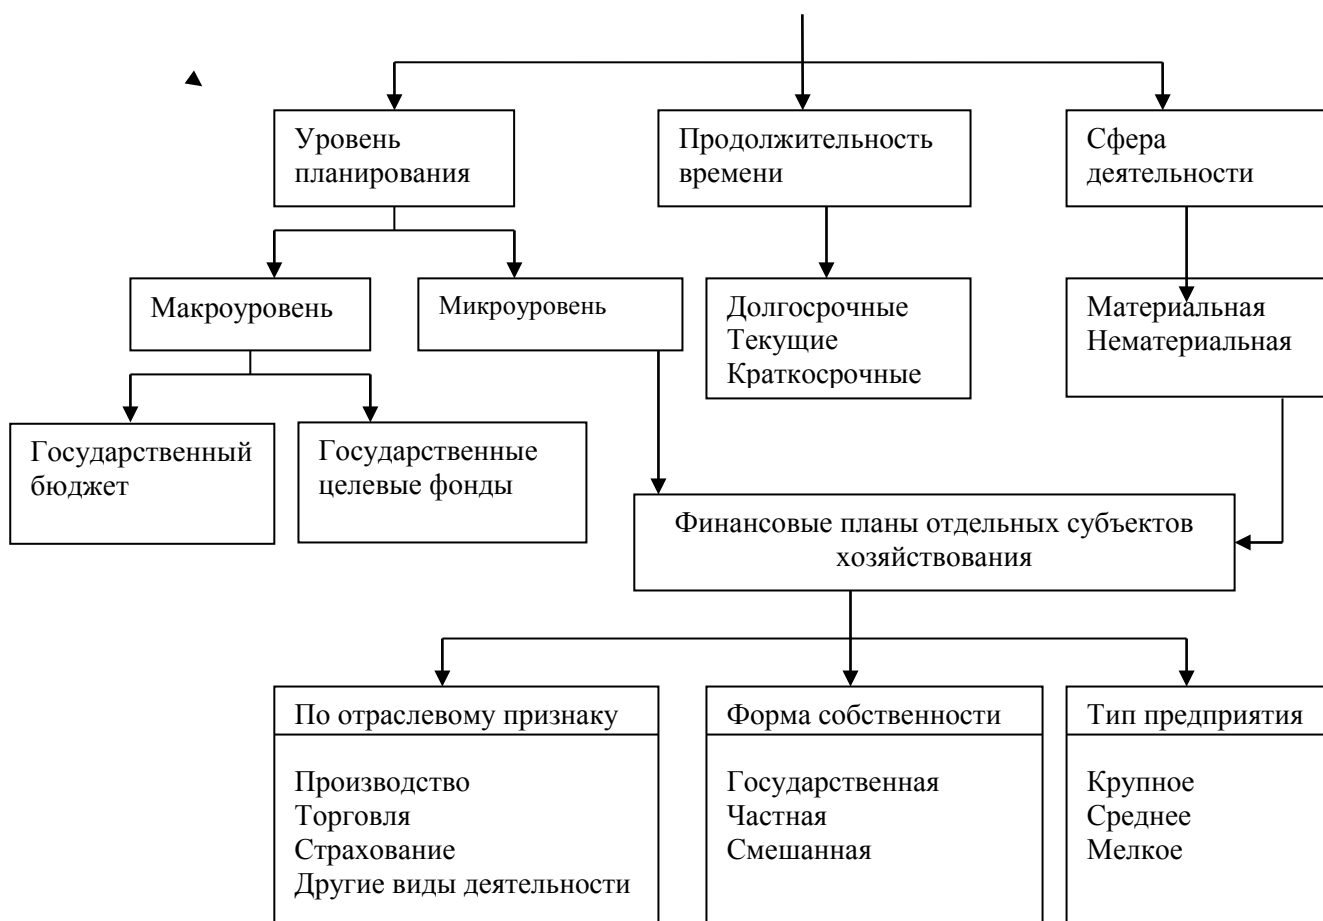 Уровень
планирования
Продолжительность
времени
Сфера
деятельности
Макроуровень
Микроуровень
Долгосрочные
Текущие
Краткосрочные
Материальная
Нематериальная
Государственный
бюджет
Государственные
целевые фонды
Финансовые планы отдельных субъектов
хозяйствования
По отраслевому признаку
Производство
Торговля
Страхование
Другие виды деятельности
Форма собственности
Государственная
Частная
Смешанная
Тип предприятия
Крупное
Среднее
Мелкое